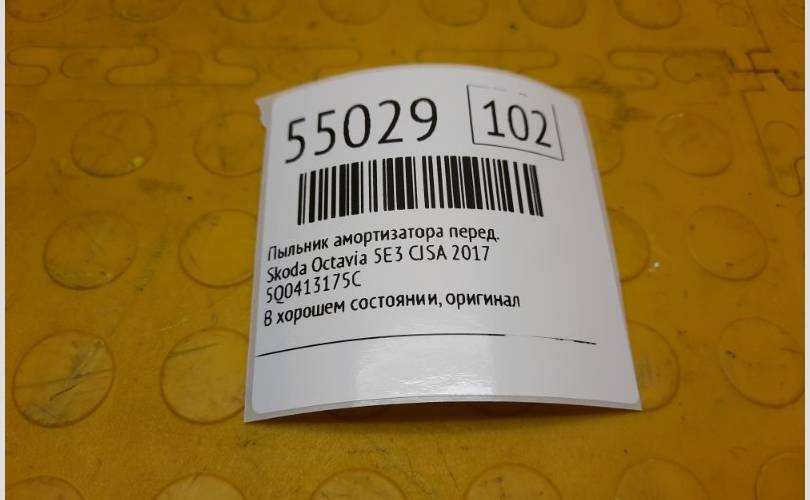 55029 102
Пыльник амортизатора перед.
Skoda Octavia 5E3 CJSA 2017
5Q0413175C
В хорошем состоянии, оригинал